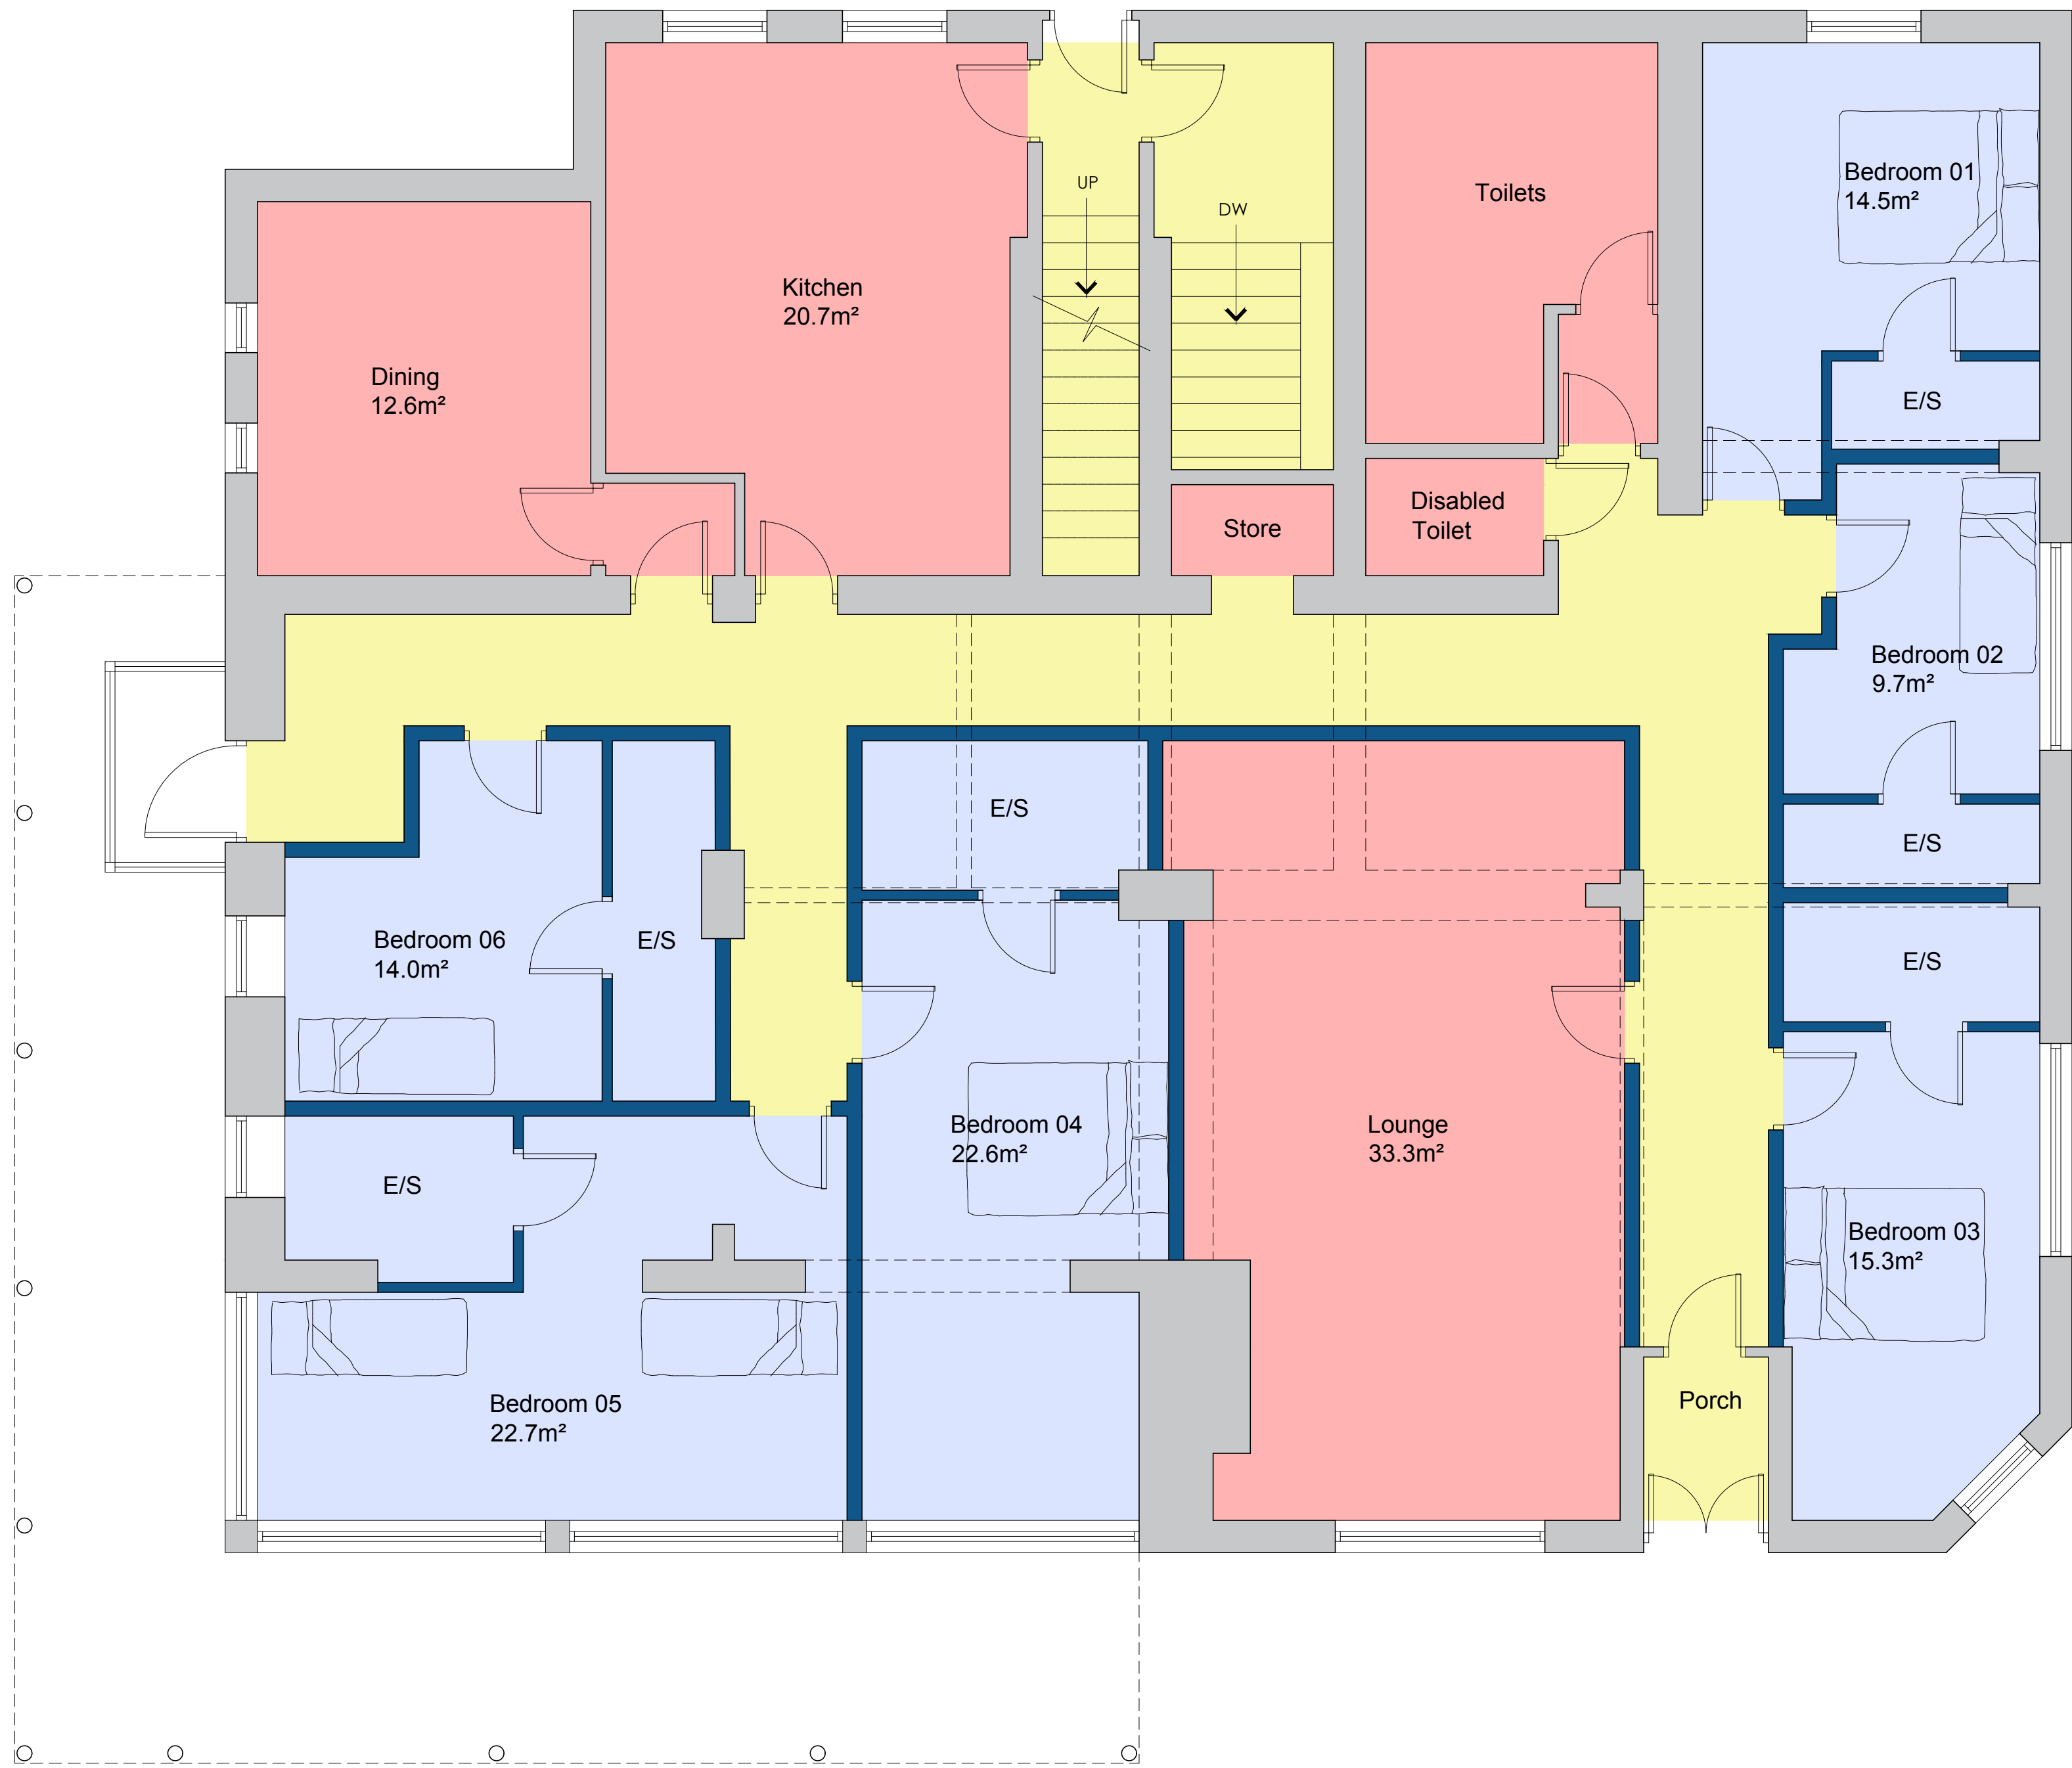 UP
DW
Toilets
Bedroom 01
14.5m²
Kitchen
20.7m²
Dining
12.6m²
E/S
Store
Disabled
Toilet
Bedroom 02
9.7m²
E/S
E/S
E/S
Bedroom 06
14.0m²
E/S
Bedroom 04
22.6m²
Lounge
33.3m²
E/S
Bedroom 03
15.3m²
Porch
Bedroom 05
22.7m²